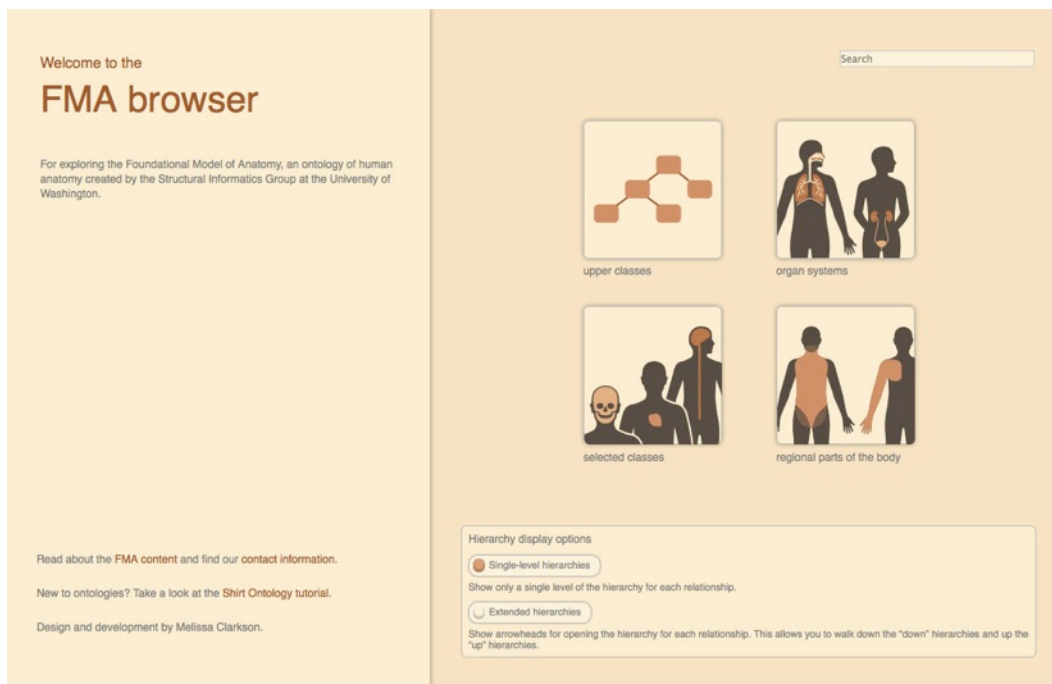 Welcome to the
FMA browser
For exploring the Foundational Model of Anatomy, an ontology of human
anatomy created by the Structural Informatics Group at the University of
Washington.
Read about the FMA content and find our contact information.
New to ontologies? Take a look at the Shirt Ontology tutorial.
Design and development by Melissa Clarkson.
Search
upper classes
organ systems
selected classes
regional parts of the body
Hierarchy display options
Single-level hierarchies
Show only a single level of the hierarchy for each relationship.
Extended hierarchies
Show arrowheads for opening the hierarchy for each relationship. This allows you to walk down the "down" hierarchies and up the
"up" hierarchies.